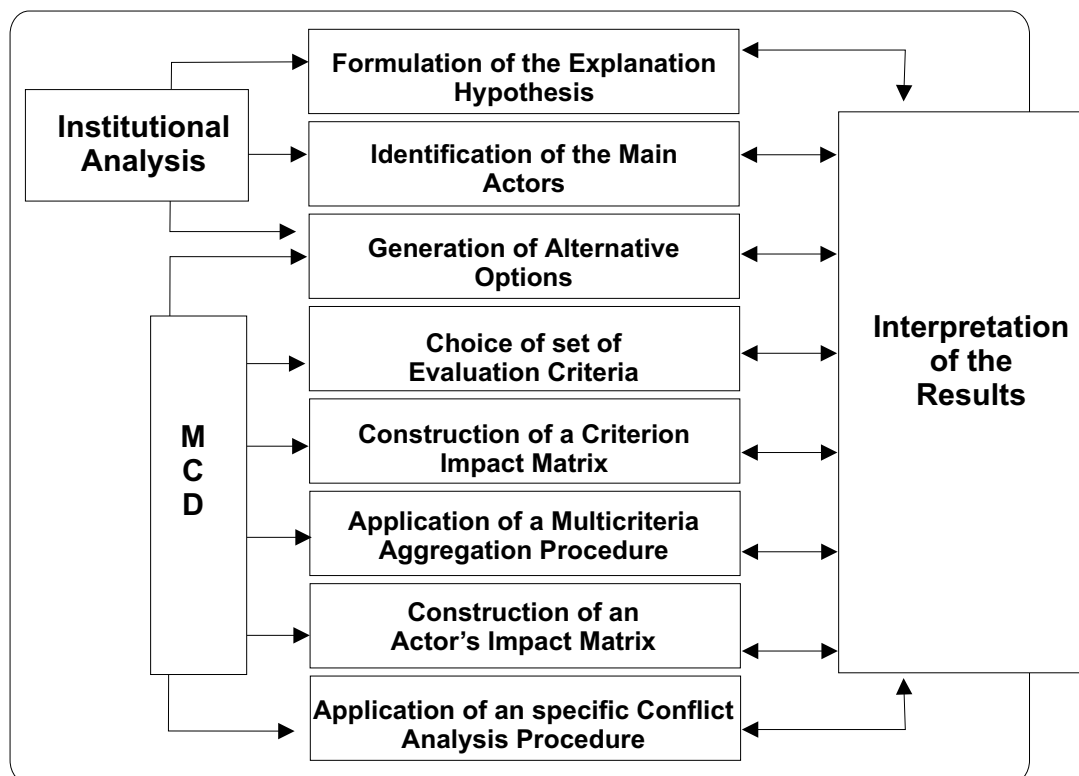 Formulation of the Explanation
Hypothesis
Institutional
Analysis
Identification of the Main
Actors
Generation of Alternative
Options
Choice of set of
Evaluation Criteria
M
C
D
Construction of a Criterion
Impact Matrix
Application of a Multicriteria
Aggregation Procedure
Construction of an
Actor’s Impact Matrix
Application of an specific Conflict
Analysis Procedure
Interpretation
of the
Results